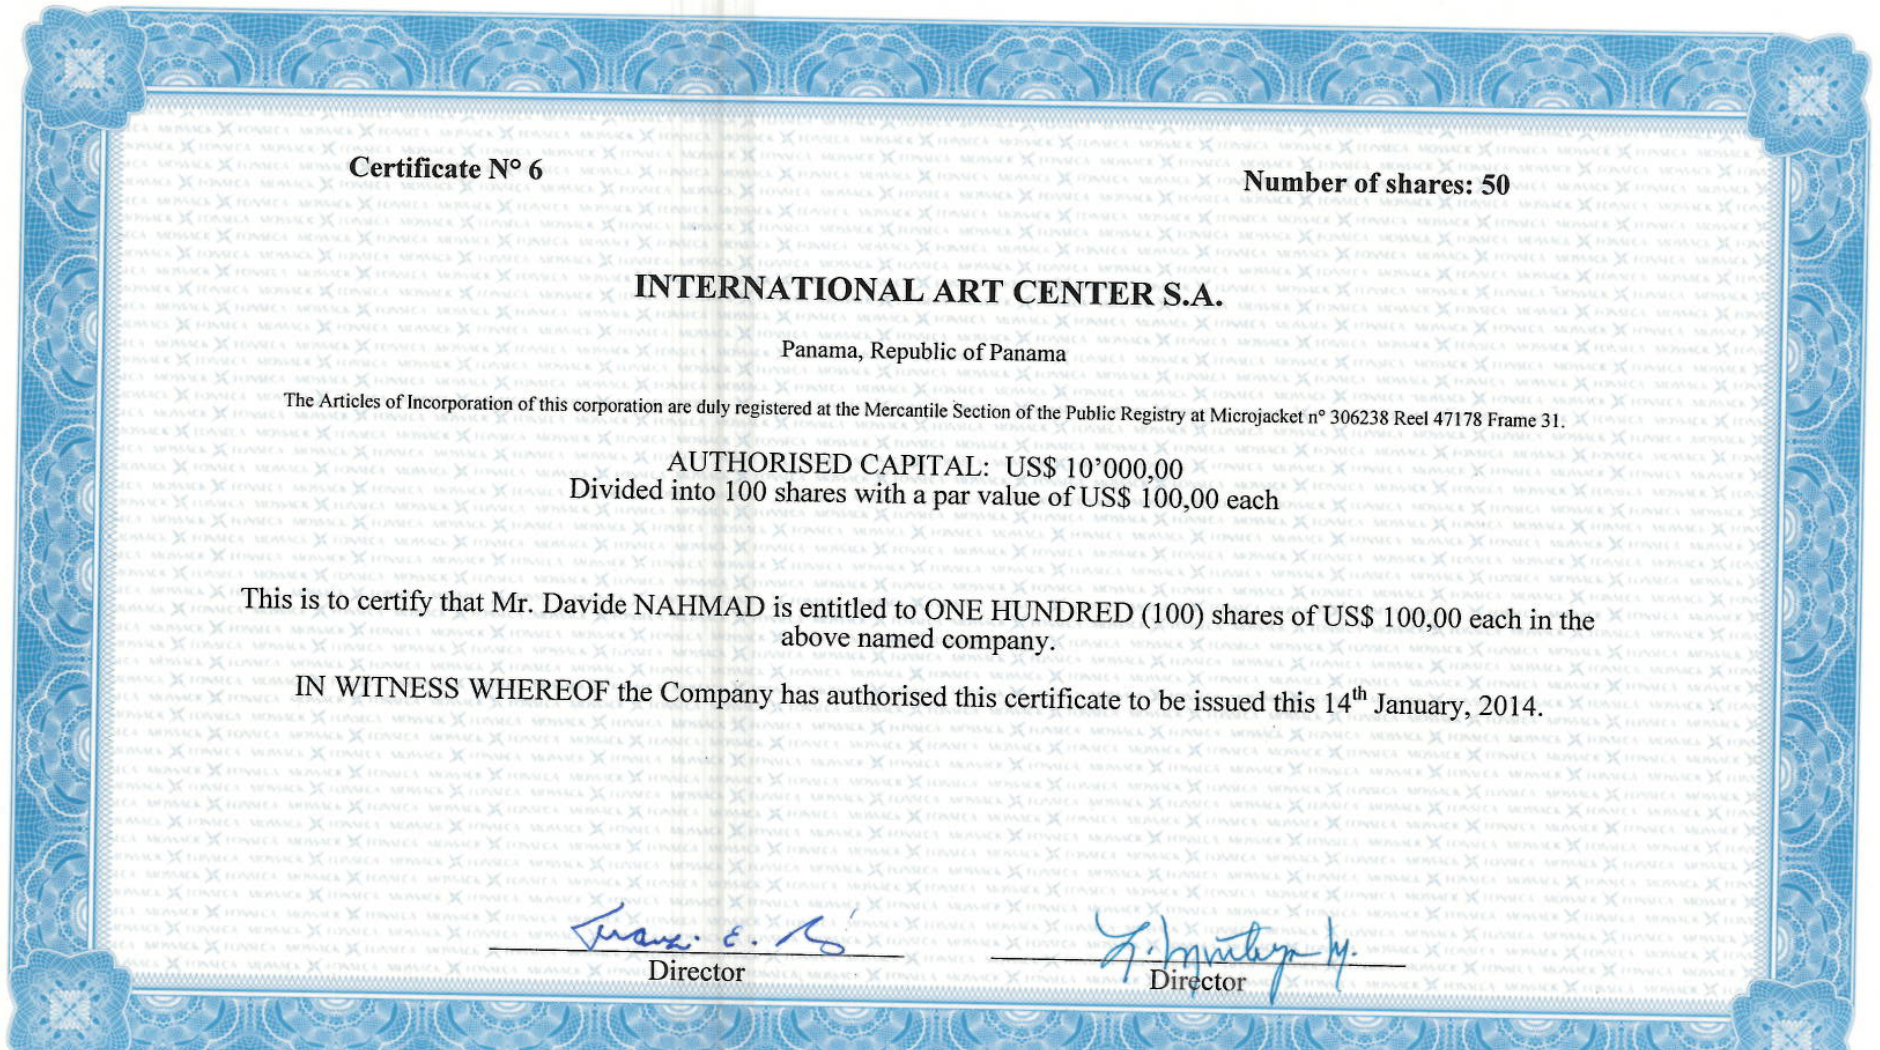 Certificate N° 6
Number of shares: 50
INTERNATIONAL ART CENTER S.A.
Panama, Republic of Panama
The Articles of Incorporation of this corporation are duly registered at the Mercantile Section of the Public Registry at Microjacket n° 306238 Reel 47178 Frame 31.
AUTHORISED CAPITAL: US$ 10’000,00
Divided into 100 shares with a par value of US$ 100,00 each
This is to certify that Mr. Davide NAHMAD is entitled to ONE HUNDRED (100) shares of US$ 100,00 each in the
above named company.
IN WITNESS WHEREOF the Company has authorised this certificate to be issued this 14th January, 2014.
Director
Director
MOSSACK FONSECA